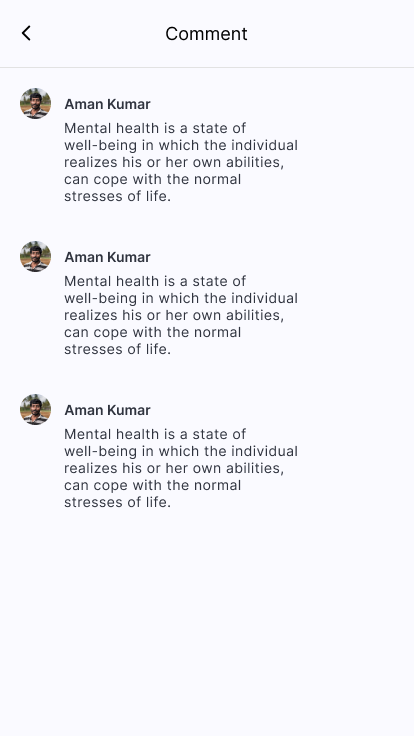 Comment
Aman Kumar
Mental health is a state of
well-being in which the individual
realizes his or her own abilities,
can cope with the normal
stresses of life.
Aman Kumar
Mental health is a state of
well-being in which the individual
realizes his or her own abilities,
can cope with the normal
stresses of life.
Aman Kumar
Mental health is a state of
well-being in which the individual
realizes his or her own abilities,
can cope with the normal
stresses of life.